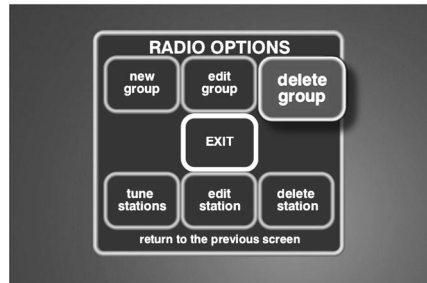 RADIO OPTIONS
new group
edit group
delete group
EXIT
tune stations
edit station
delete station
return to the previous screen